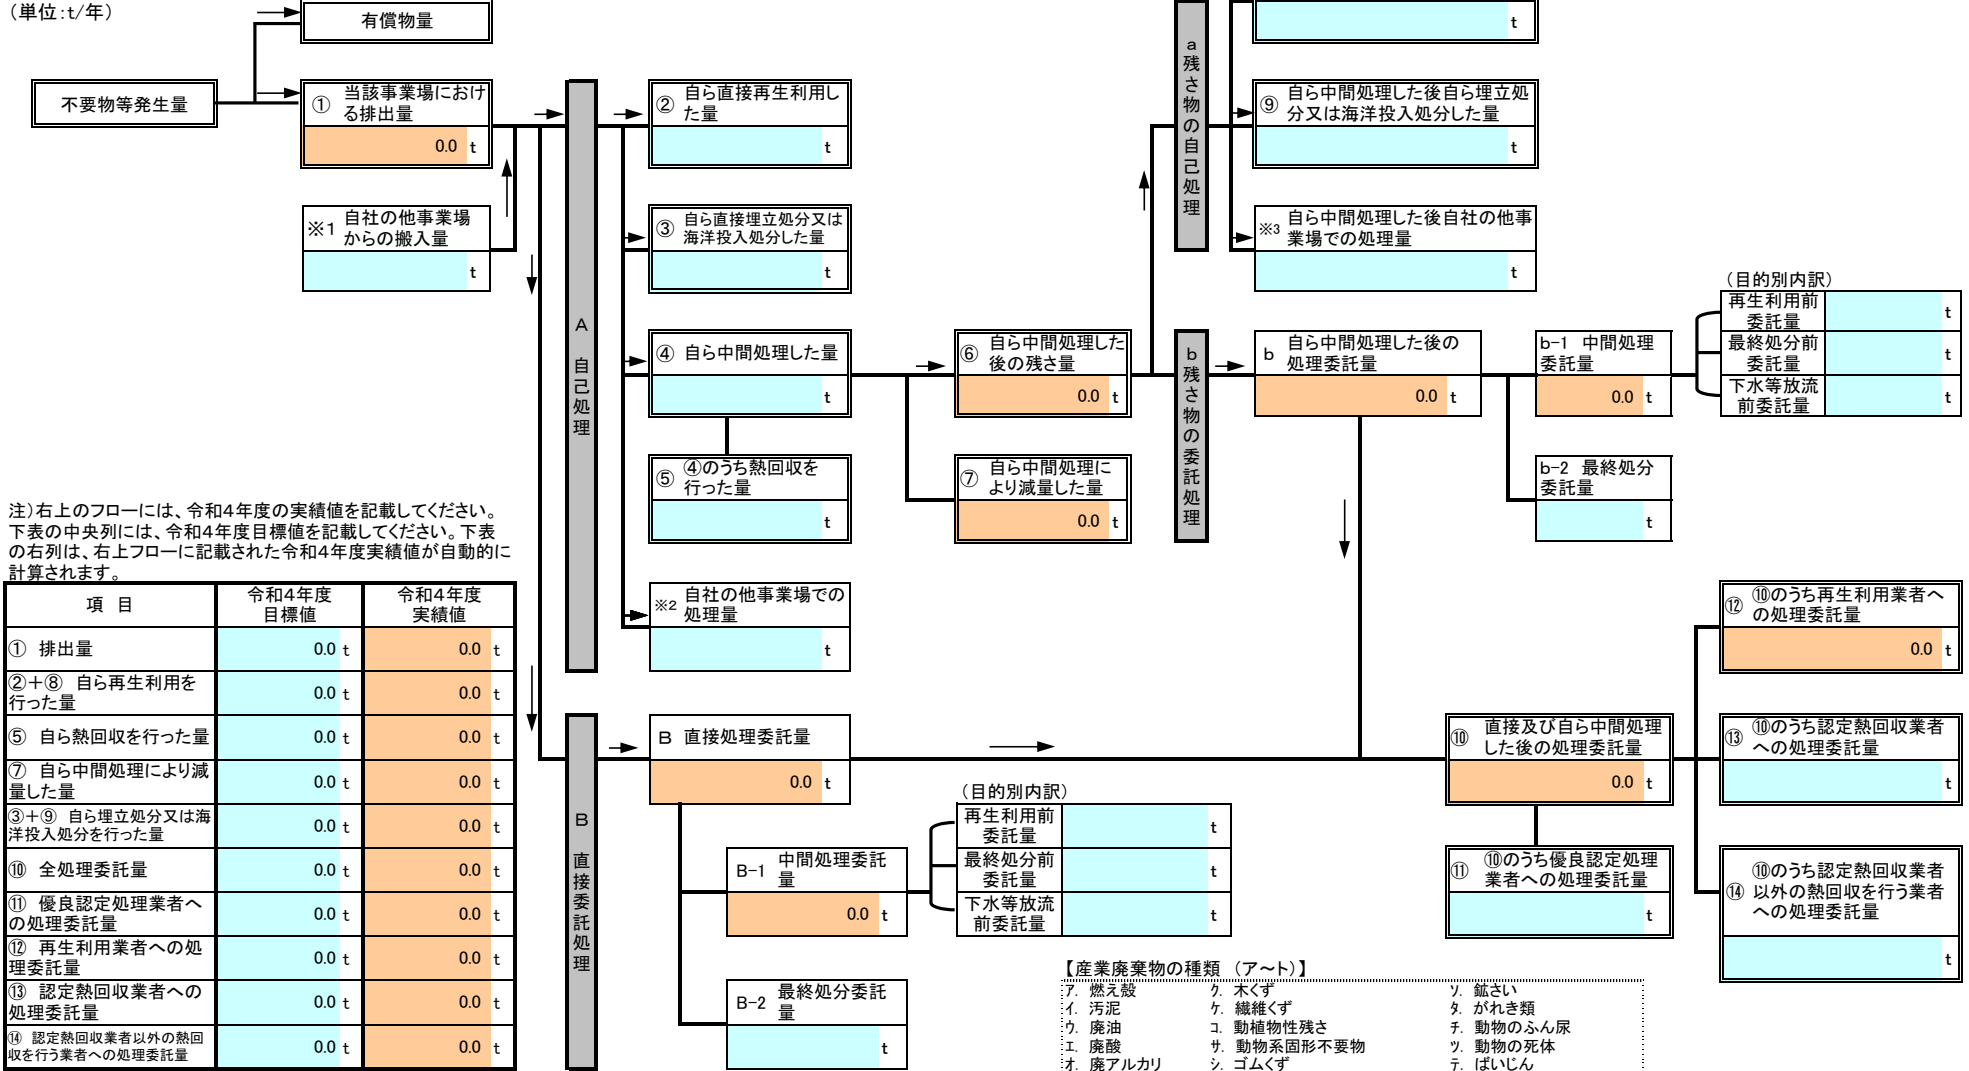 (単位:t/年)
有償物量
不要物等発生量
① 当該事業場におけ
る排出量
0.0 t
※1 自社の他事業場
からの搬入量
t
A 自己処理
② 自ら直接再生利用し
た量
t
③ 自ら直接埋立処分又は
海洋投入処分した量
t
④ 自ら中間処理した量
t
⑤ ④のうち熱回収を
行った量
t
※2 自社の他事業場での
処理量
t
⑥ 自ら中間処理した
後の残さ量
0.0 t
⑦ 自ら中間処理に
より減量した量
0.0 t
a 残さ物の自己処理
t
⑨ 自ら中間処理した後自ら埋立処
分又は海洋投入処分した量
t
※3 自ら中間処理した後自社の他事
業場での処理量
t
b 残さ物の委託処理
b 自ら中間処理した後の
処理委託量
0.0 t
b-1 中間処理
委託量
0.0 t
b-2 最終処分
委託量
t
(目的別内訳)
再生利用前
委託量
t
最終処分前
委託量
t
下水等放流
前委託量
t
注)右上のフローには、令和4年度の実績値を記載してください。
下表の中央列には、令和4年度目標値を記載してください。下表
の右列は、右上フローに記載された令和4年度実績値が自動的に
計算されます。
項 目
令和4年度
目標値
令和4年度
実績値
① 排出量
0.0 t
0.0 t
②+⑧ 自ら再生利用を
行った量
0.0 t
0.0 t
⑤ 自ら熱回収を行った量
0.0 t
0.0 t
⑦ 自ら中間処理により減
量した量
0.0 t
0.0 t
③+⑨ 自ら埋立処分又は海
洋投入処分を行った量
0.0 t
0.0 t
⑩ 全処理委託量
0.0 t
0.0 t
⑪ 優良認定処理業者へ
の処理委託量
0.0 t
0.0 t
⑫ 再生利用業者への処
理委託量
0.0 t
0.0 t
⑬ 認定熱回収業者への
処理委託量
0.0 t
0.0 t
⑭ 認定熱回収業者以外の熱回
収を行う業者への処理委託量
0.0 t
0.0 t
B 直接委託処理
B 直接処理委託量
0.0 t
B-1 中間処理委託
量
0.0 t
B-2 最終処分委託
量
t
(目的別内訳)
再生利用前
委託量
t
最終処分前
委託量
t
下水等放流
前委託量
t
⑩ 直接及び自ら中間処理
した後の処理委託量
0.0 t
⑪ ⑩のうち優良認定処理
業者への処理委託量
t
⑫ ⑩のうち再生利用業者へ
の処理委託量
0.0 t
⑬ ⑩のうち認定熱回収業者
への処理委託量
t
⑭ ⑩のうち認定熱回収業者
以外の熱回収を行う業者
への処理委託量
t
【産業廃棄物の種類 (ア~ト)】
ア. 燃え殻 ク. 木くず ソ. 鉱さい
イ. 汚泥 ケ. 繊維くず タ. がれき類
ウ. 廃油 コ. 動植物性残さ チ. 動物のふん尿
エ. 廃酸 サ. 動物系固形不要物 ツ. 動物の死体
オ. 廃アルカリ シ. ゴムくず テ. ばいじん